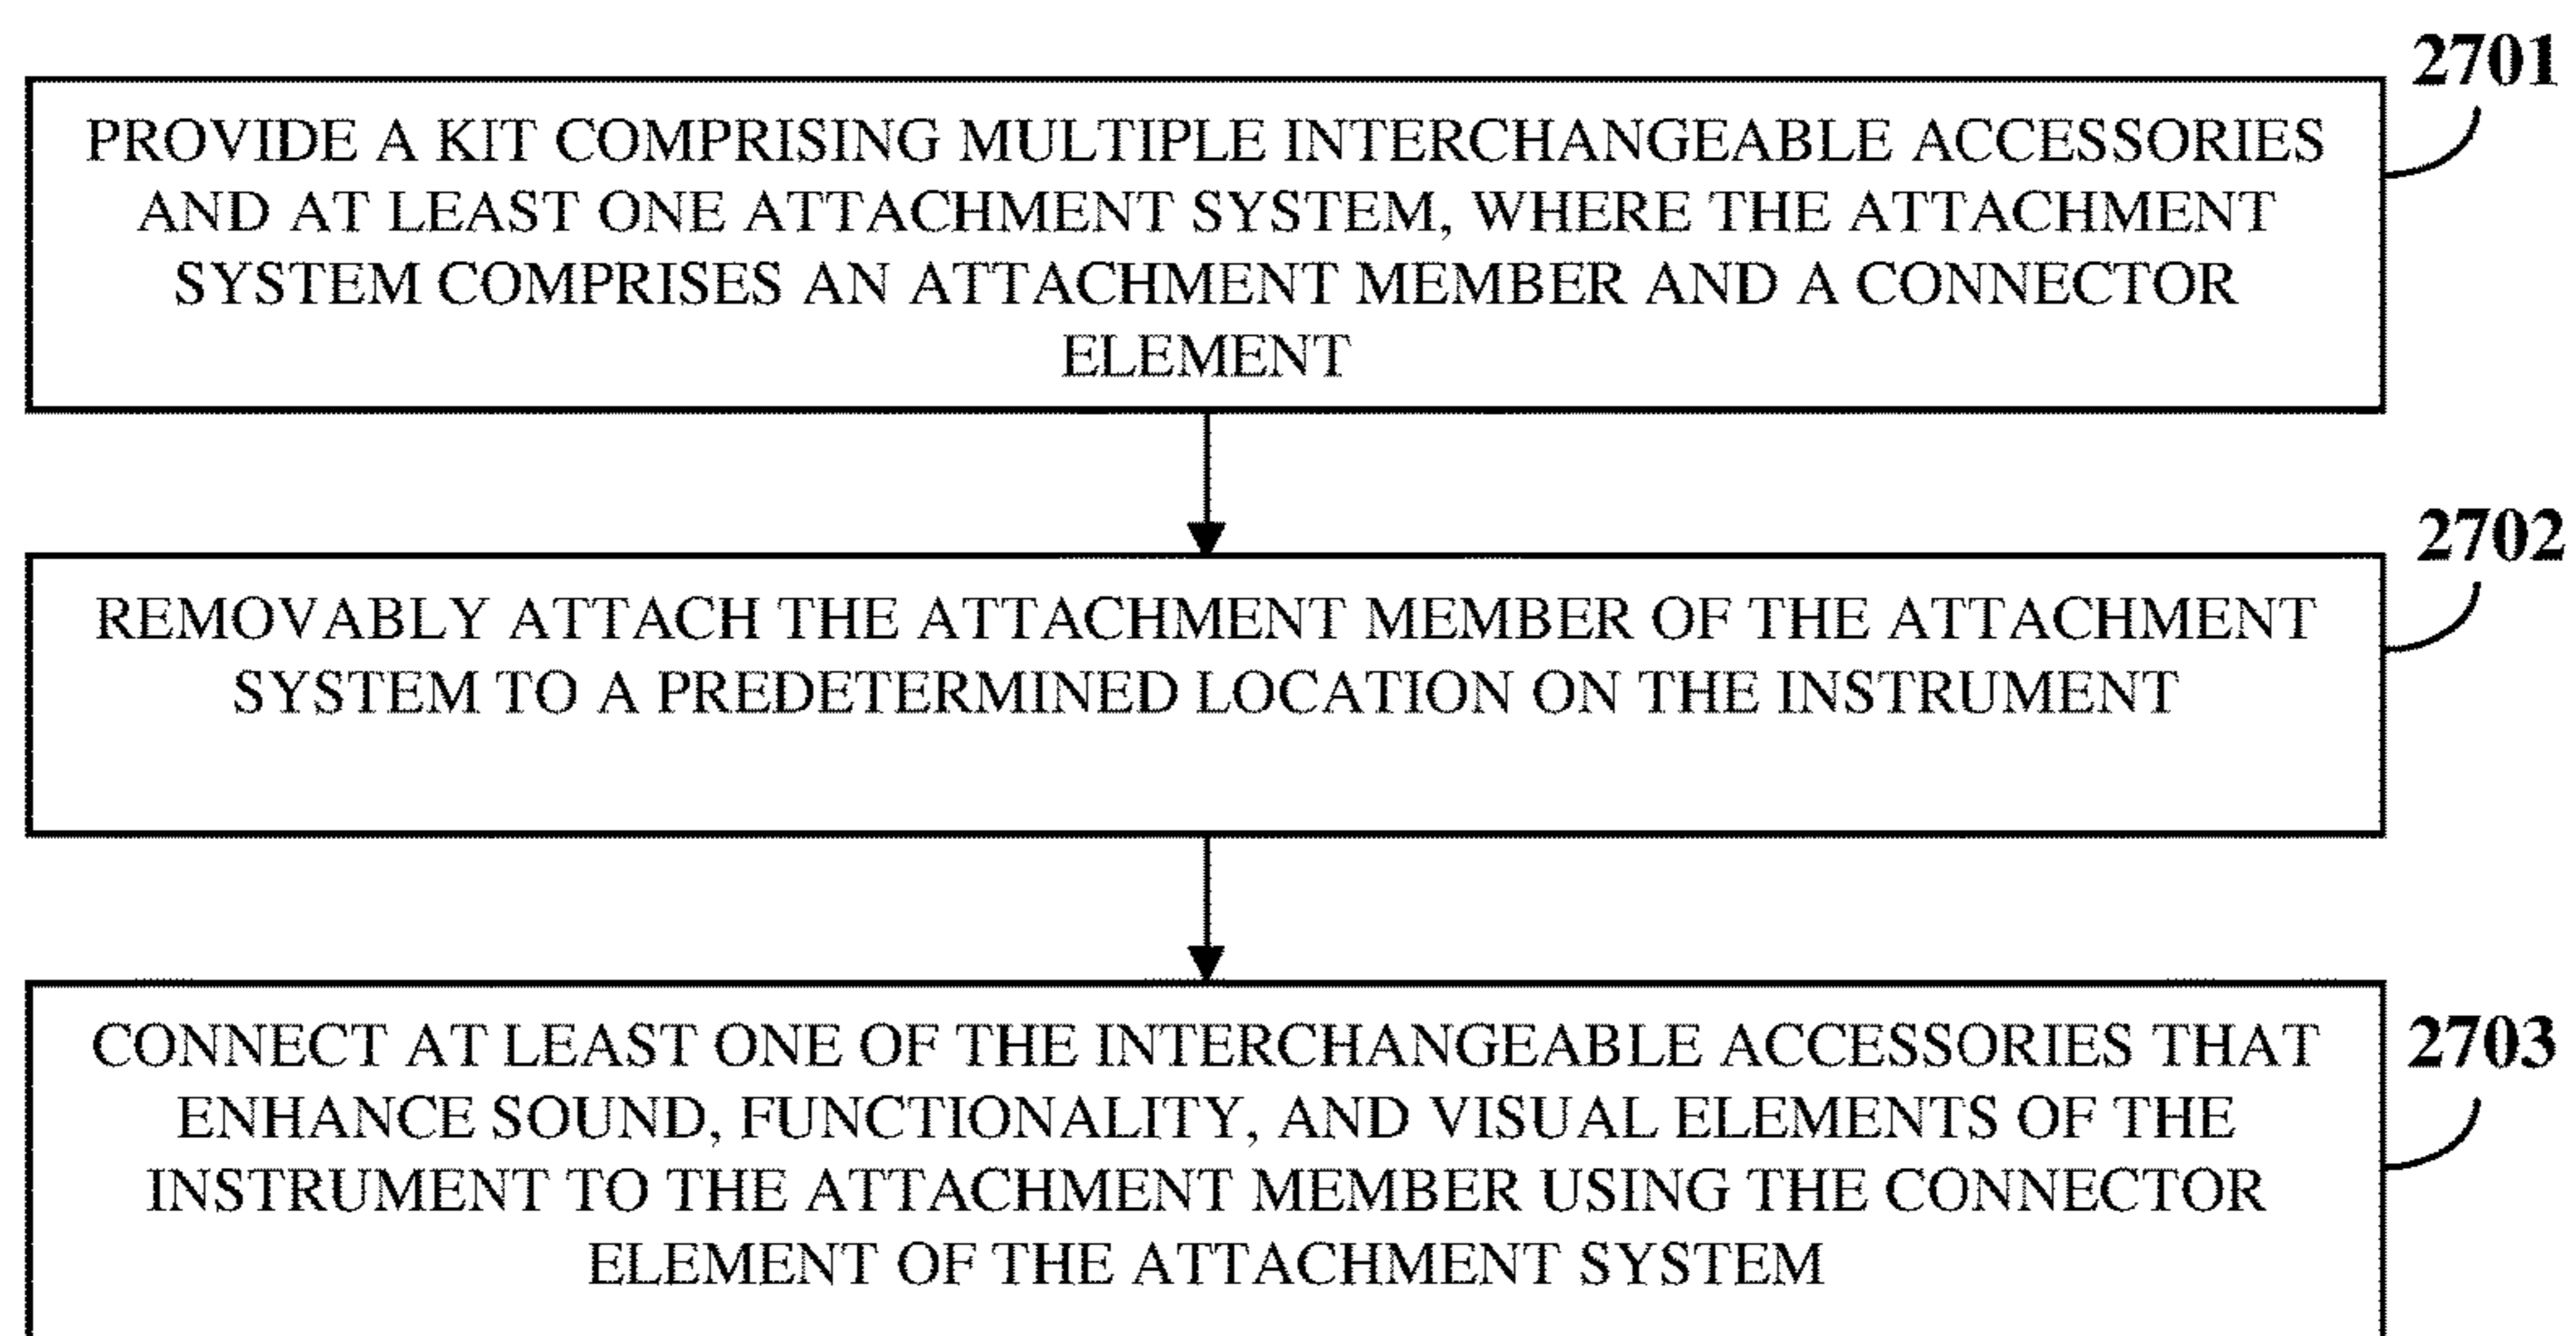 2701
PROVIDE A KIT COMPRISING MULTIPLE INTERCHANGEABLE ACCESSORIES
AND AT LEAST ONE ATTACHMENT SYSTEM, WHERE THE ATTACHMENT
SYSTEM COMPRISES AN ATTACHMENT MEMBER AND A CONNECTOR
ELEMENT
2702
REMOVABLY ATTACH THE ATTACHMENT MEMBER OF THE ATTACHMENT
SYSTEM TO A PREDETERMINED LOCATION ON THE INSTRUMENT
2703
CONNECT AT LEAST ONE OF THE INTERCHANGEABLE ACCESSORIES THAT
ENHANCE SOUND, FUNCTIONALITY, AND VISUAL ELEMENTS OF THE
INSTRUMENT TO THE ATTACHMENT MEMBER USING THE CONNECTOR
ELEMENT OF THE ATTACHMENT SYSTEM